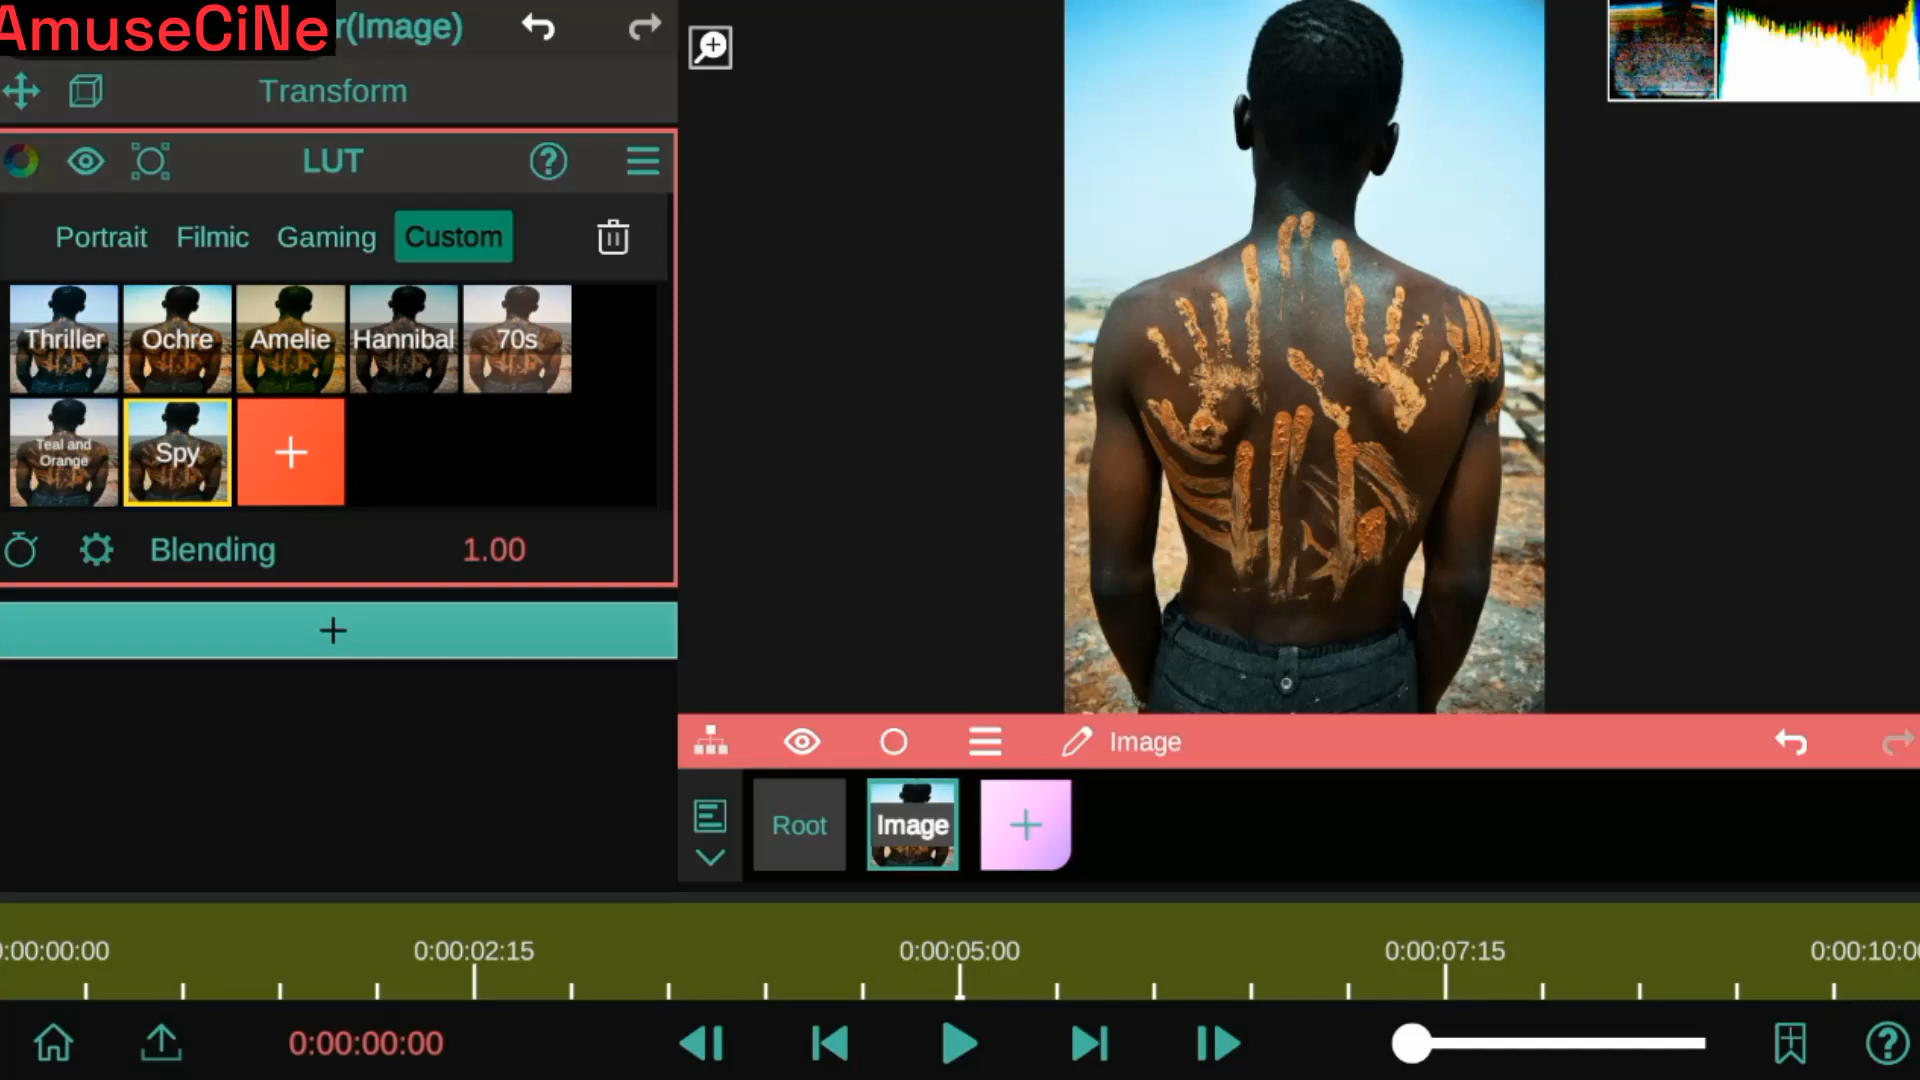 AmuseCiNe
r(Image)
Transform
LUT
Portrait Filmic Gaming Custom
Thriller Ochre Amelie Hannibal 70s
Teal and
Orange
Spy
Blending 1.00
Image
Root Image
0:00:00:00 0:00:02:15 0:00:05:00 0:00:07:15 0:00:10:00
0:00:00:00